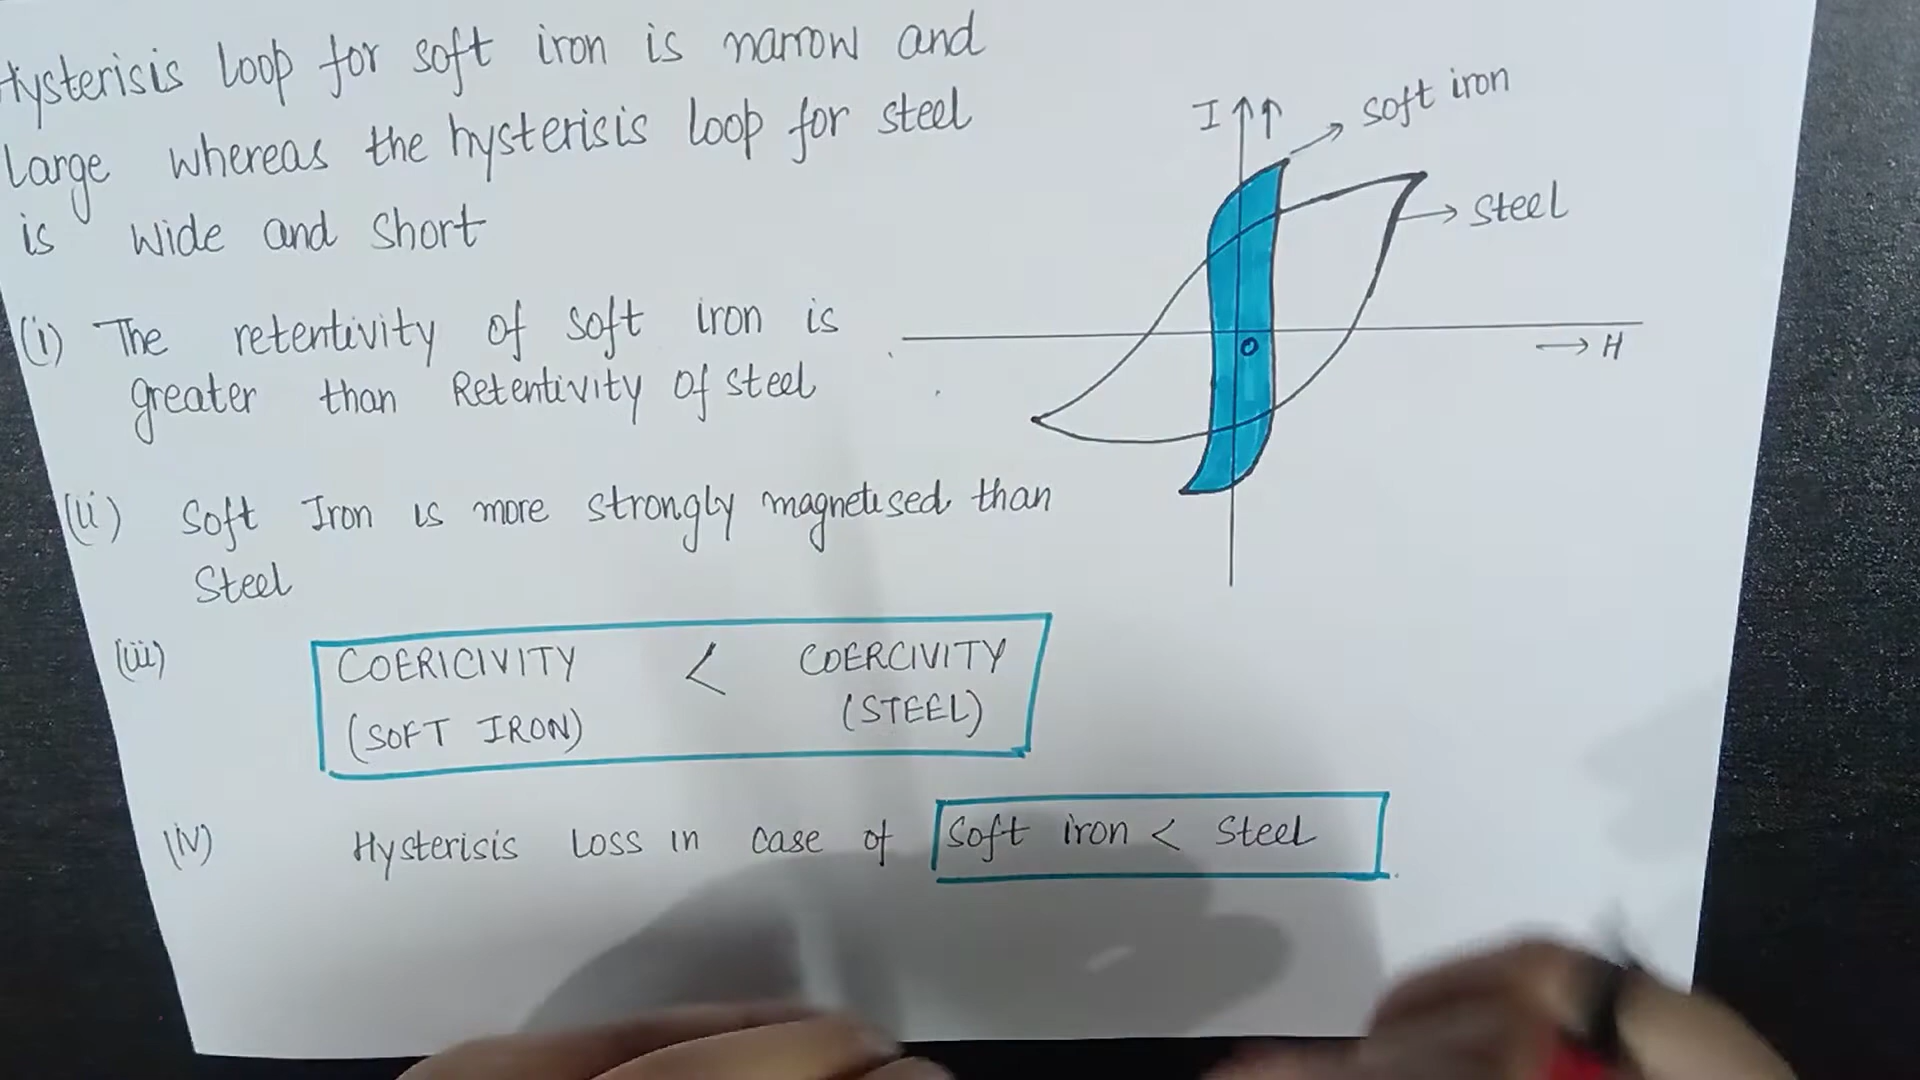 Hysterisis loop for soft iron is narrow and
large whereas the hysterisis loop for steel
is wide and short
(i) The retentivity of soft iron is
greater than Retentivity of steel
(ii) Soft Iron is more strongly magnetised than
Steel
(iii) COERICIVITY < COERCIVITY
(SOFT IRON) (STEEL)
(iv) Hysterisis Loss in case of Soft iron < Steel
I ↑↑
soft iron
Steel
O
→ H